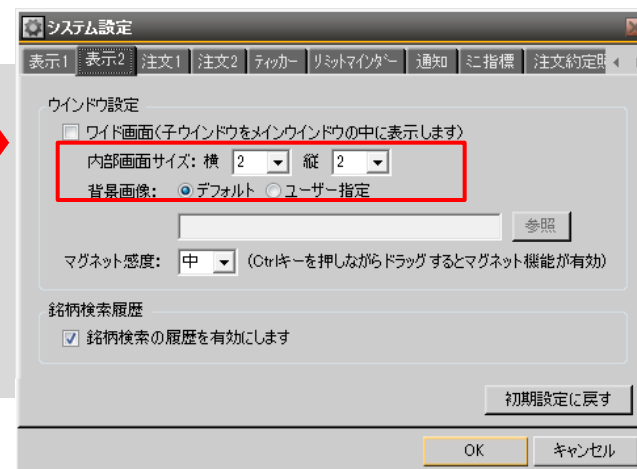 システム設定
表示1 表示2 注文1 注文2 ティッカー リミットマインダー 通知 ミニ指標 注文約定照
ウインドウ設定
ワイド画面(子ウインドウをメインウインドウの中に表示します)
内部画面サイズ: 横 2 縦 2
背景画像: デフォルト ユーザー指定
参照
マグネット感度: 中 (Ctrlキーを押しながらドラッグするとマグネット機能が有効)
銘柄検索履歴
銘柄検索の履歴を有効にします
初期設定に戻す
OK キャンセル